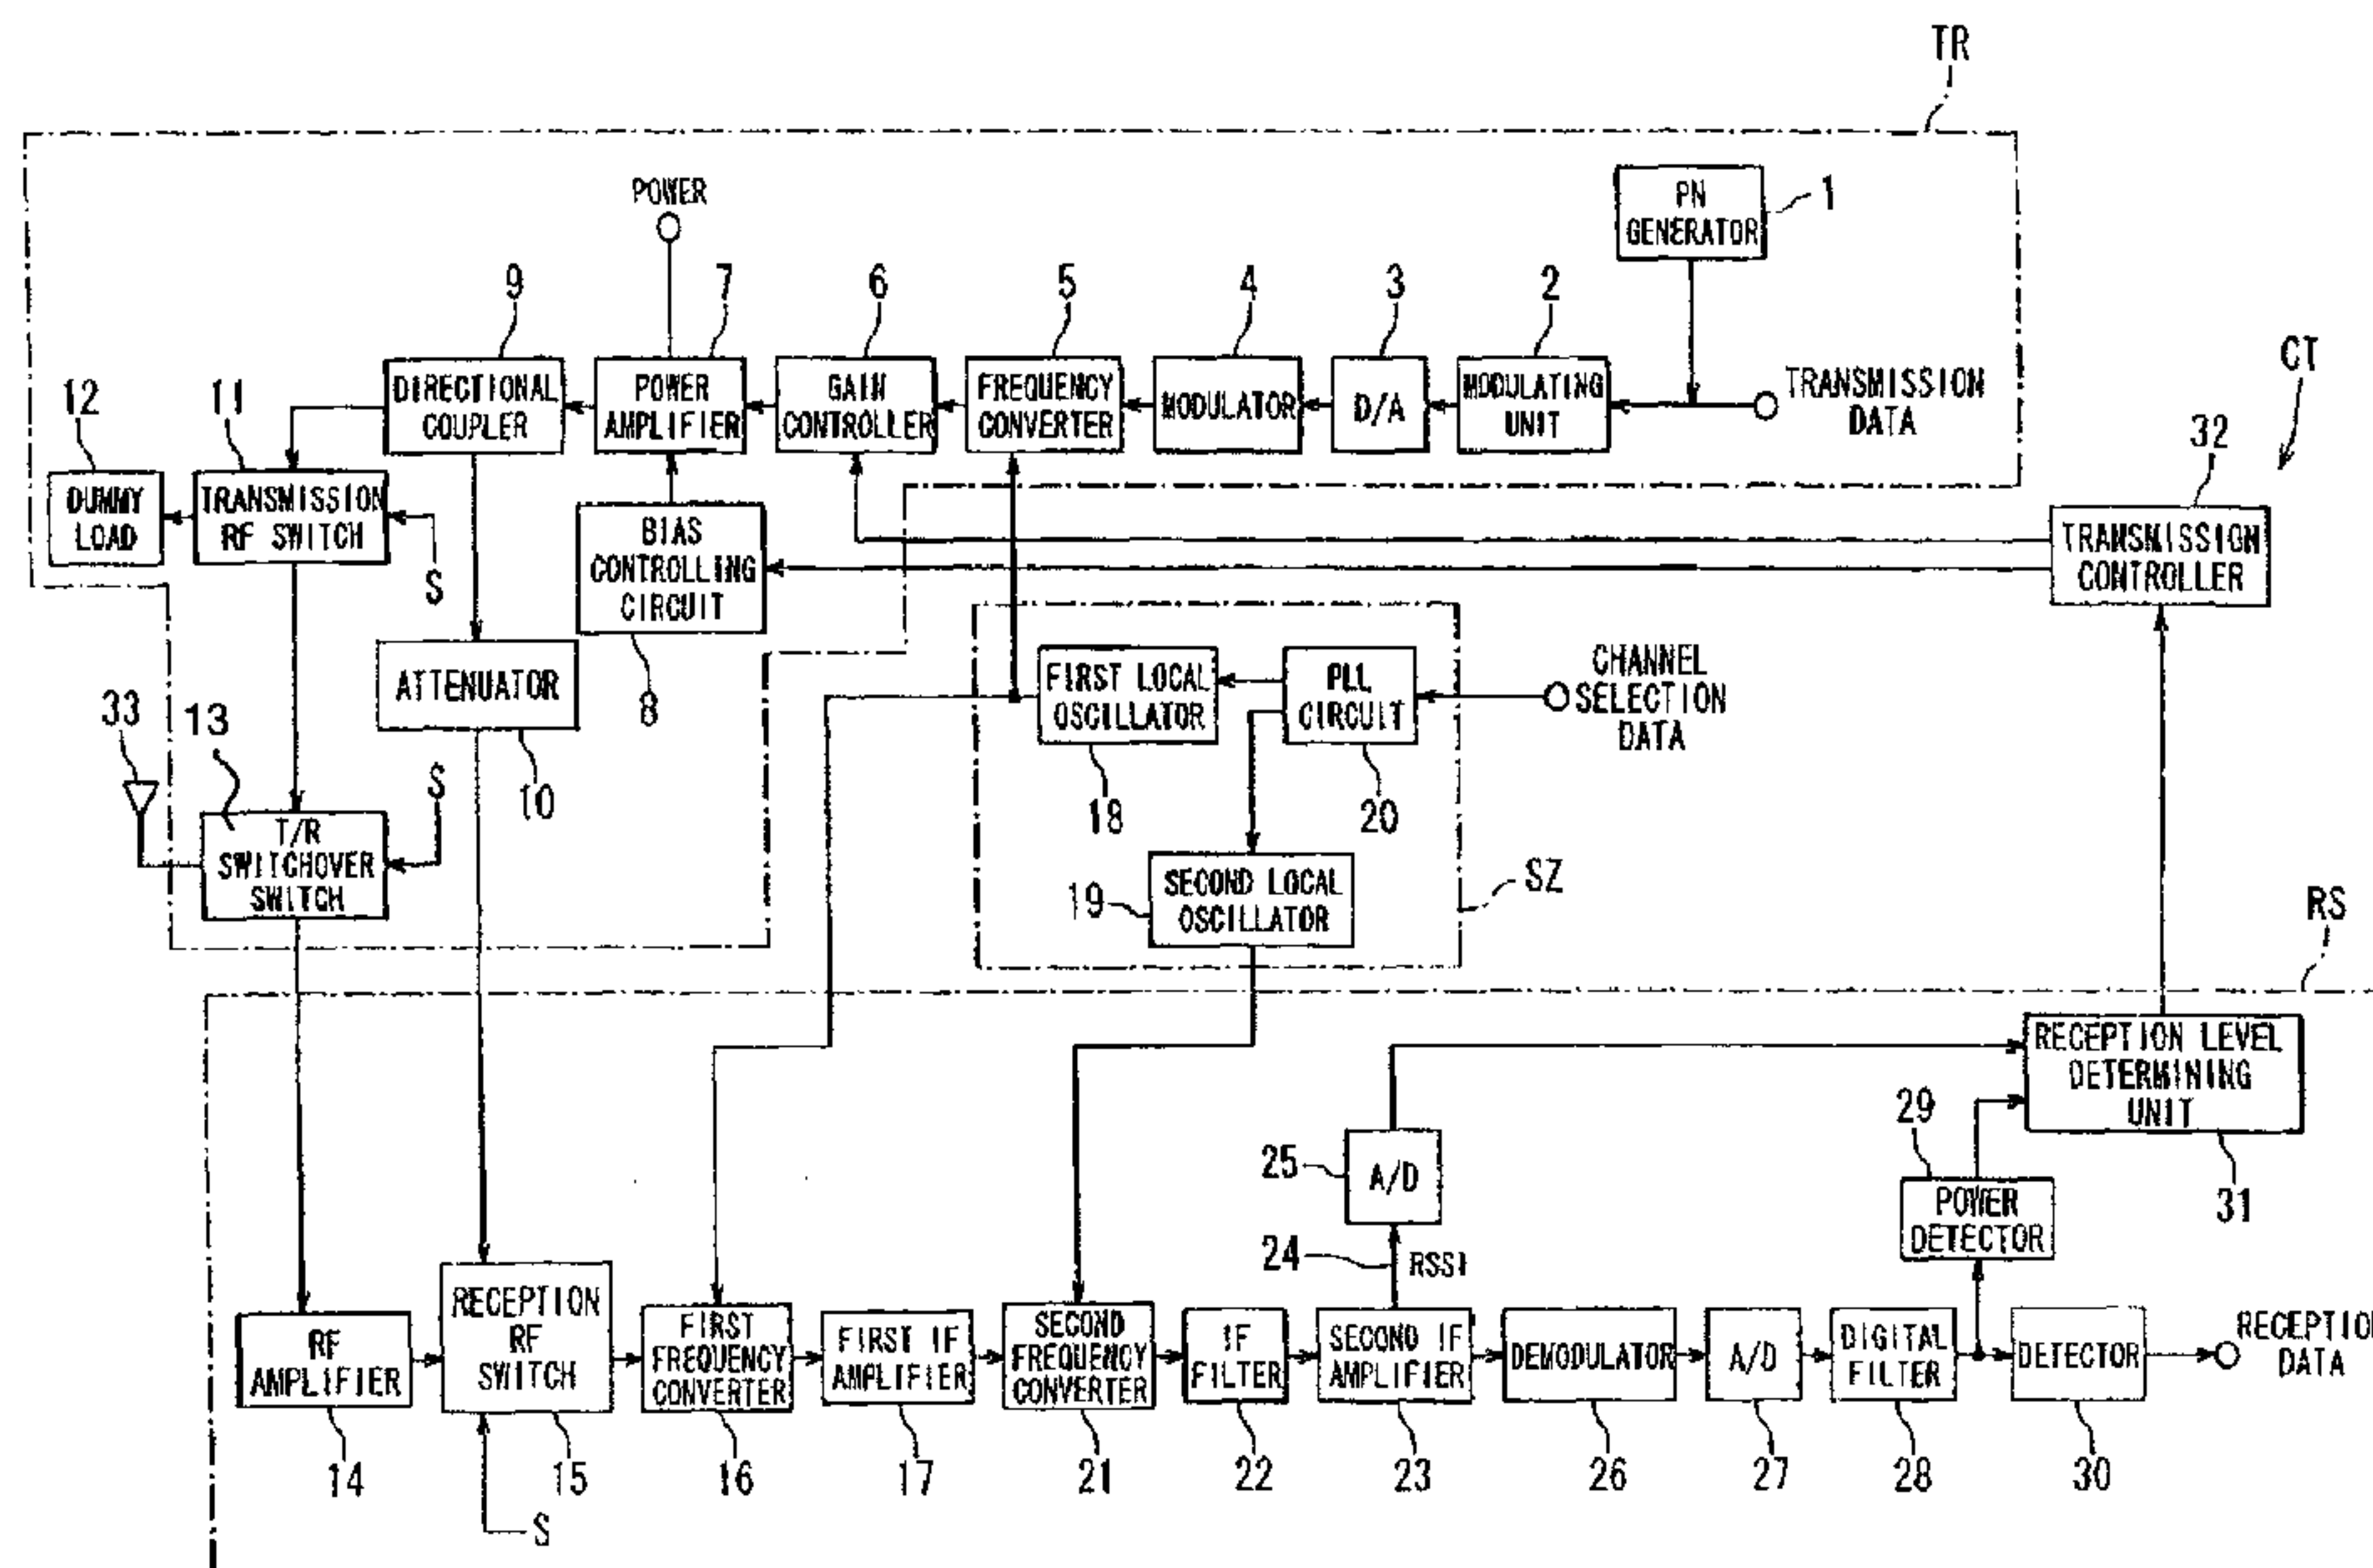 TR
PN
GENERATOR
1
POWER
9
7
6
5
4
3
2
DIRECTIONAL
COUPLER
POWER
AMPLIFIER
GAIN
CONTROLLER
FREQUENCY
CONVERTER
MODULATOR
D/A
MODULATING
UNIT
TRANSMISSION
DATA
CT
12
11
32
DUMMY
LOAD
TRANSMISSION
RF SWITCH
S
BIAS
CONTROLLING
CIRCUIT
8
TRANSMISSION
CONTROLLER
ATTENUATOR
10
FIRST LOCAL
OSCILLATOR
18
PLL
CIRCUIT
20
CHANNEL
SELECTION
DATA
33
13
S
T/R
SWITCHOVER
SWITCH
19
SECOND LOCAL
OSCILLATOR
SZ
RS
RECEPTION LEVEL
DETERMINING
UNIT
31
29
POWER
DETECTOR
25
A/D
24
RSSI
RF
AMPLIFIER
RECEPTION
RF
SWITCH
FIRST
FREQUENCY
CONVERTER
FIRST IF
AMPLIFIER
SECOND
FREQUENCY
CONVERTER
IF
FILTER
SECOND IF
AMPLIFIER
DEMODULATOR
A/D
DIGITAL
FILTER
DETECTOR
RECEPTION
DATA
14
15
16
17
21
22
23
26
27
28
30
S